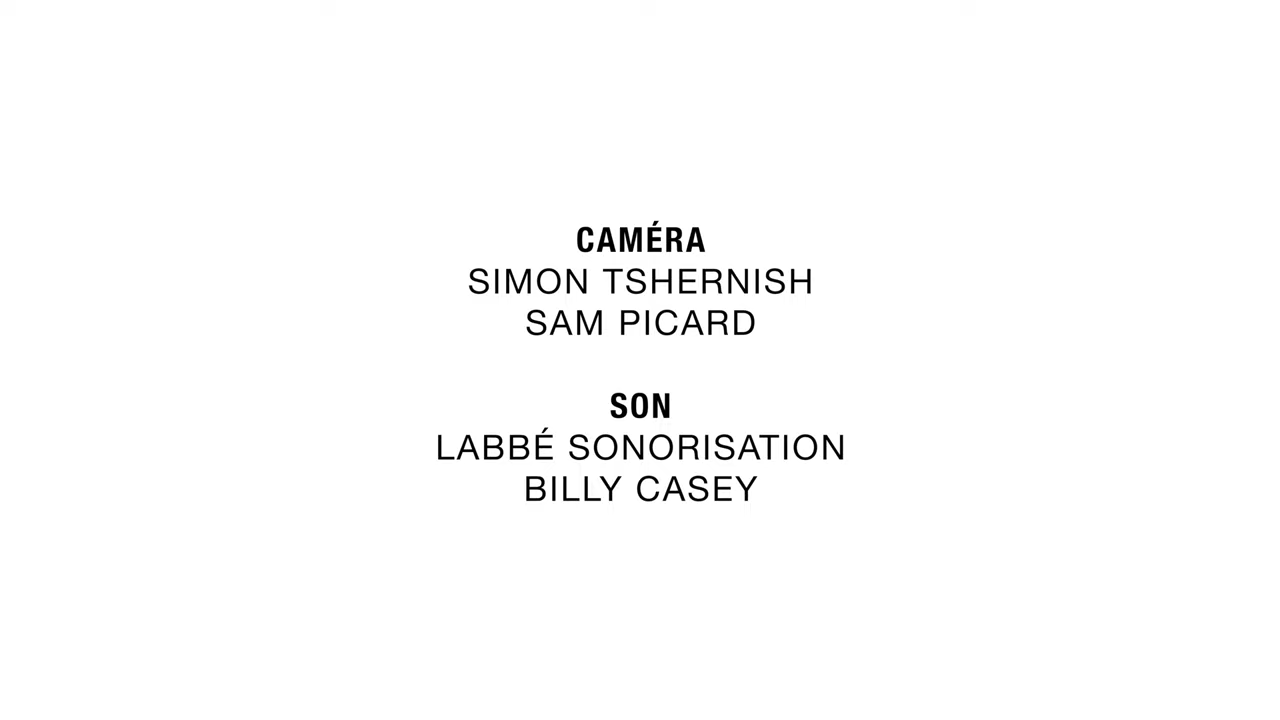 CAMÉRA
SIMON TSHERNISH
SAM PICARD
SON
LABBÉ SONORISATION
BILLY CASEY